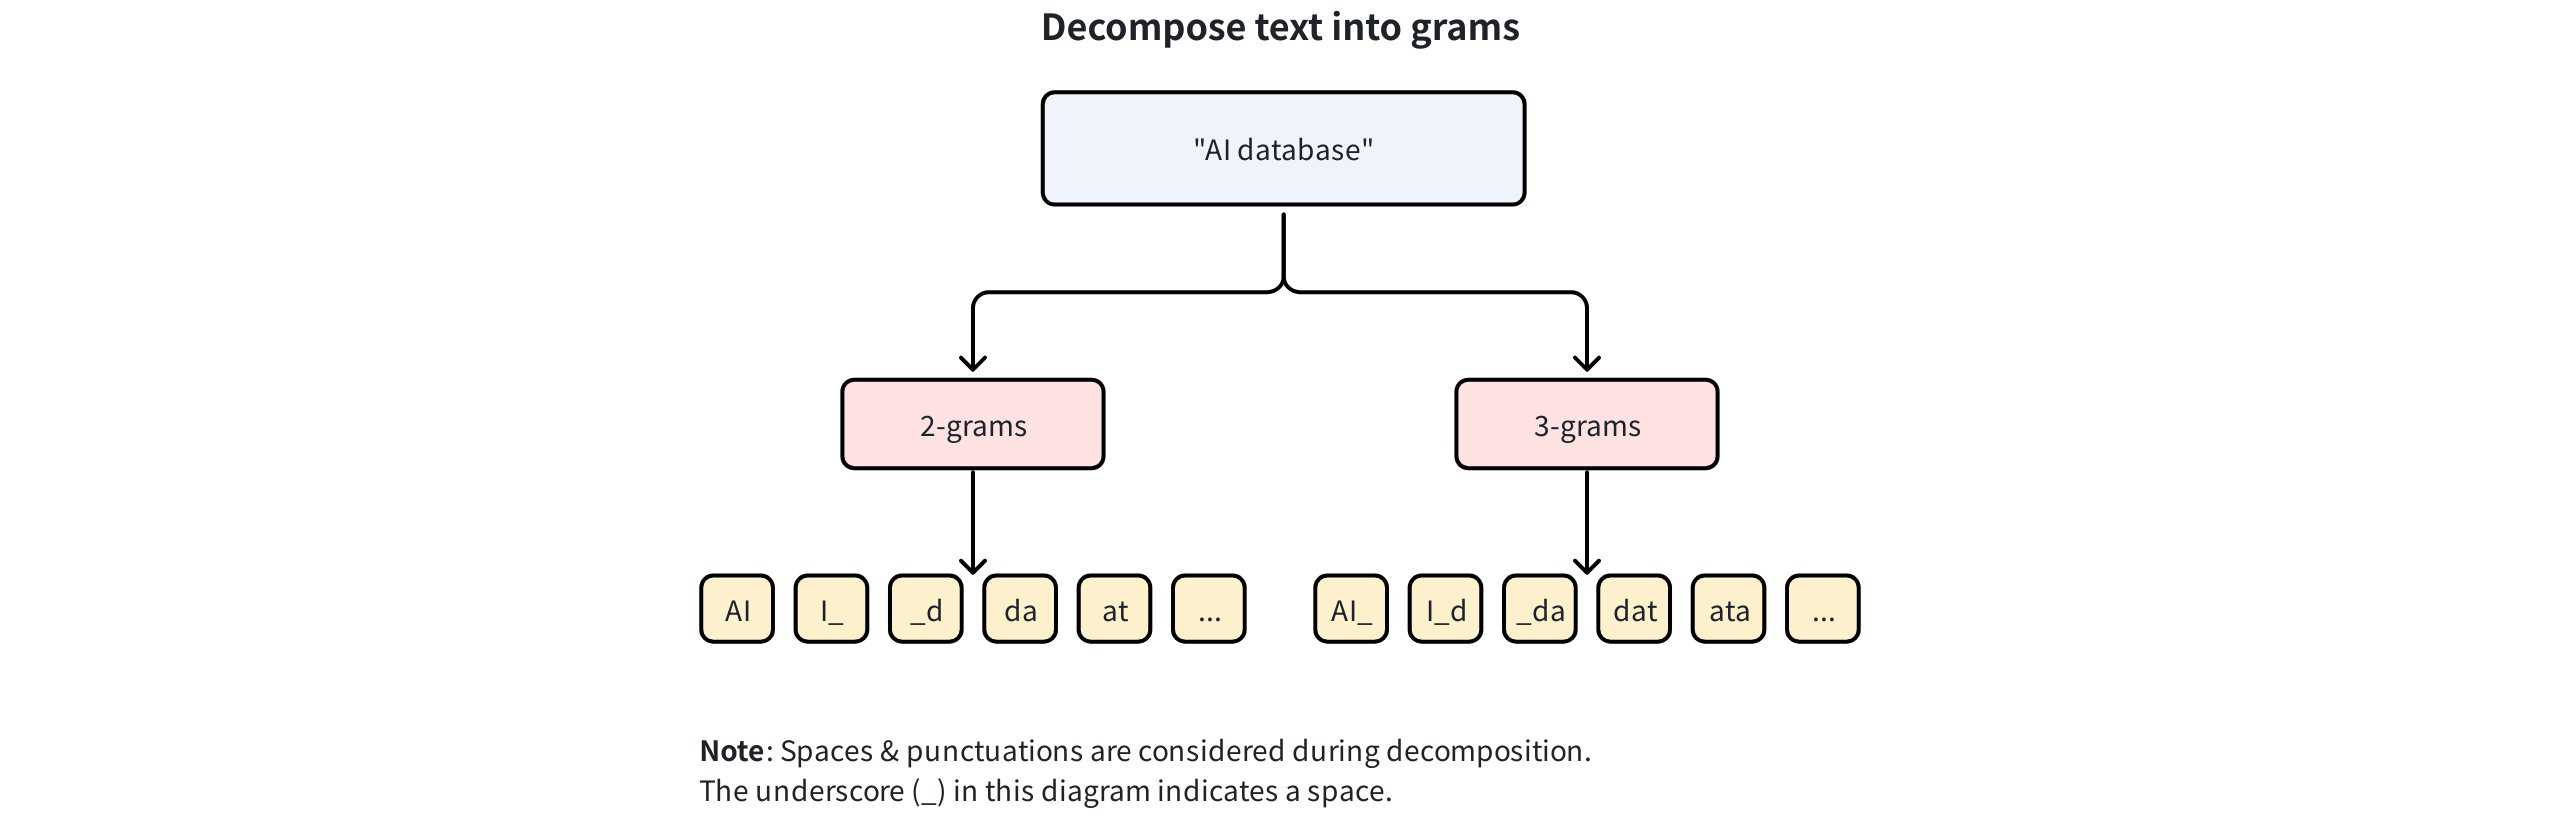 Decompose text into grams
"AI database"
2-grams
3-grams
AI
I_
_d
da
at
...
AI_
I_d
_da
dat
ata
...
Note: Spaces & punctuations are considered during decomposition.
The underscore (_) in this diagram indicates a space.